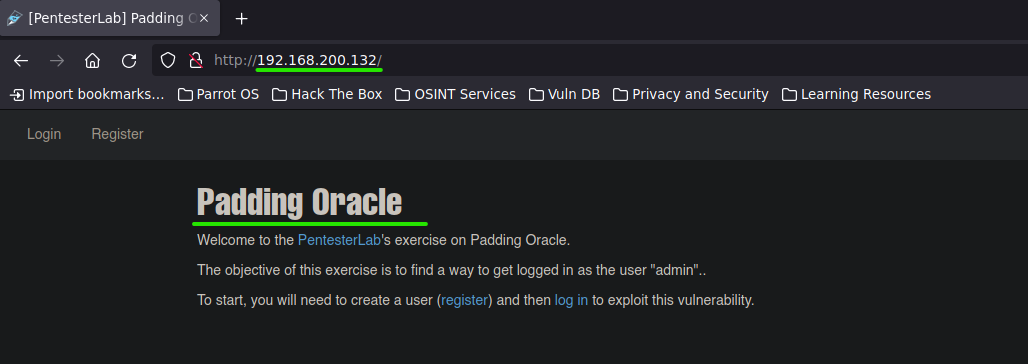 [PentesterLab] Padding O
http://192.168.200.132/
Import bookmarks... Parrot OS Hack The Box OSINT Services Vuln DB Privacy and Security Learning Resources
Login Register
Padding Oracle
Welcome to the PentesterLab's exercise on Padding Oracle.
The objective of this exercise is to find a way to get logged in as the user "admin"..
To start, you will need to create a user (register) and then log in to exploit this vulnerability.